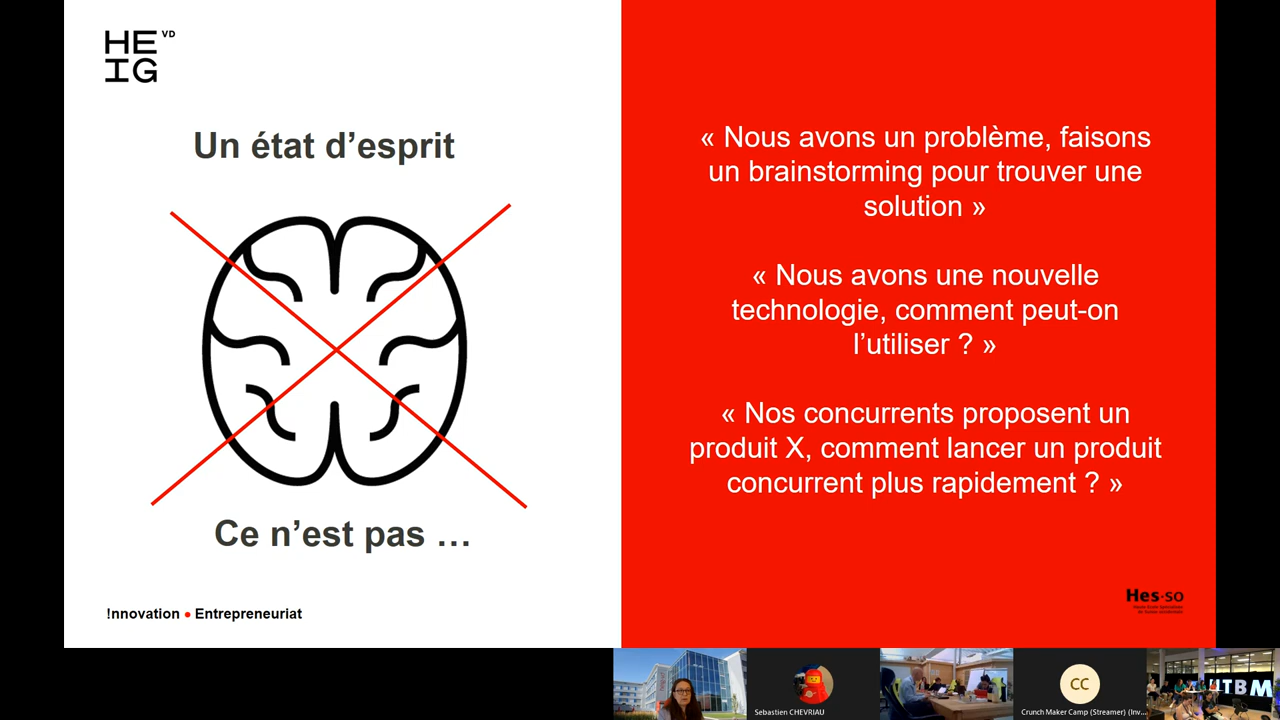 HE VD
IG
Un état d’esprit
Ce n’est pas …
!nnovation • Entrepreneuriat
« Nous avons un problème, faisons
un brainstorming pour trouver une
solution »
« Nous avons une nouvelle
technologie, comment peut-on
l’utiliser ? »
« Nos concurrents proposent un
produit X, comment lancer un produit
concurrent plus rapidement ? »
Hes·so
Sebastien CHEVRIAU
CC
Crunch Maker Camp (Streamer) (Inv...
UTBM